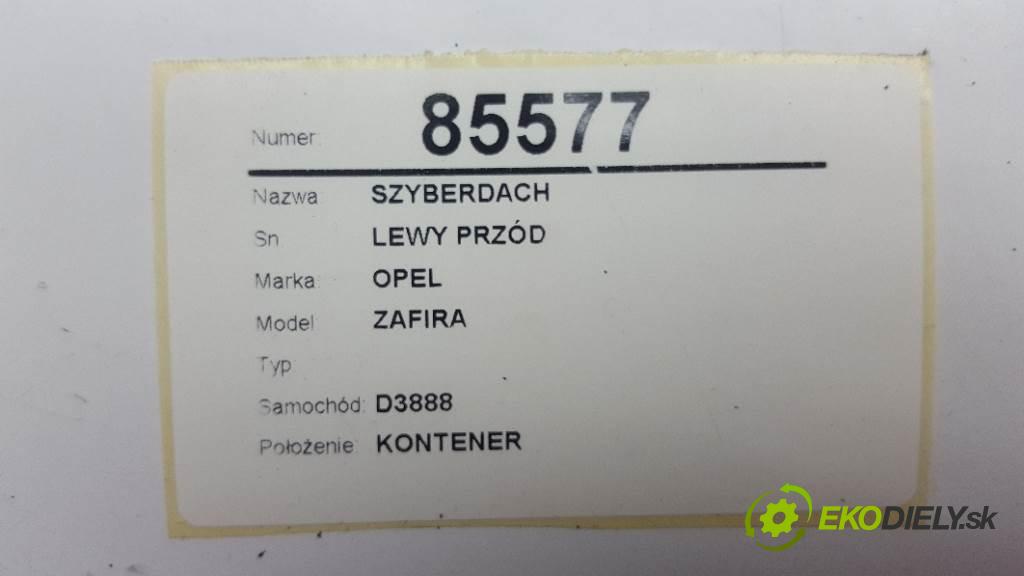 Numer: 85577
Nazwa: SZYBERDACH
Sn LEWY PRZÓD
Marka: OPEL
Model ZAFIRA
Typ
Samochód: D3888
Położenie: KONTENER
EKODIELY.sk